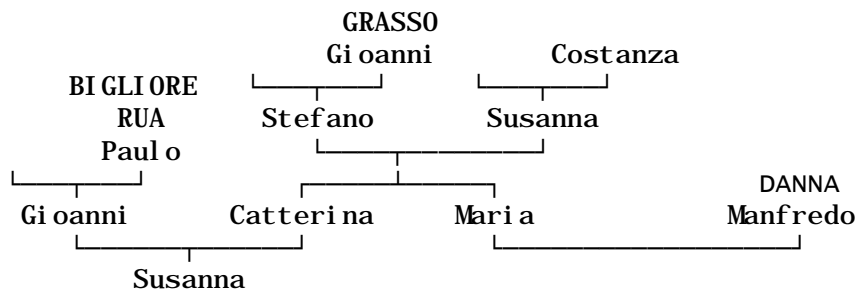 GRASSO
Gioanni Costanza
BIGLIORE
RUA Stefano Susanna
Paulo
DANNA
Gioanni Catterina Maria Manfredo
Susanna